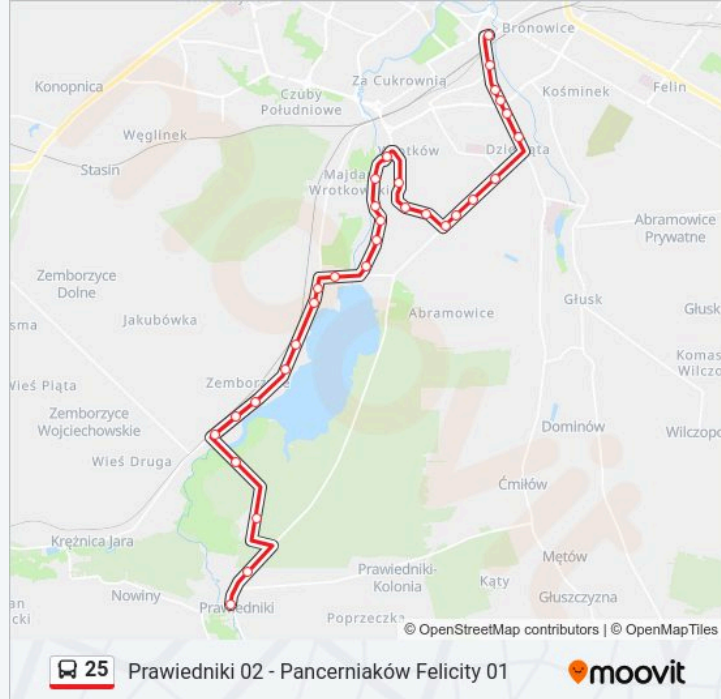 Bronowice
Konopnica
Za Cukrownią
Felin
Czuby
Południowe
Kośminek
Węglinek
Stasin
Wrotków
Dziesiąta
Majdan
Wrotkowski
Abramowice
Prywatne
Zemborzyce
Dolne
Głusk
Głusk
Abramowice
Jakubówka
Komas
Wilczo
Zemborzyce
Wieś Piąta
Zemborzyce
Wojciechowskie
Dominów
Wilczopo
Wieś Druga
Ćmiłów
Krężnica Jara
Mętów
Prawiedniki-
Kolonia
Kąty
Nowiny
Głuszczyzna
Prawiedniki
Poprzeczka
© OpenStreetMap contributors | © OpenMapTiles
25 Prawiedniki 02 - Pancerniaków Felicity 01
moovit